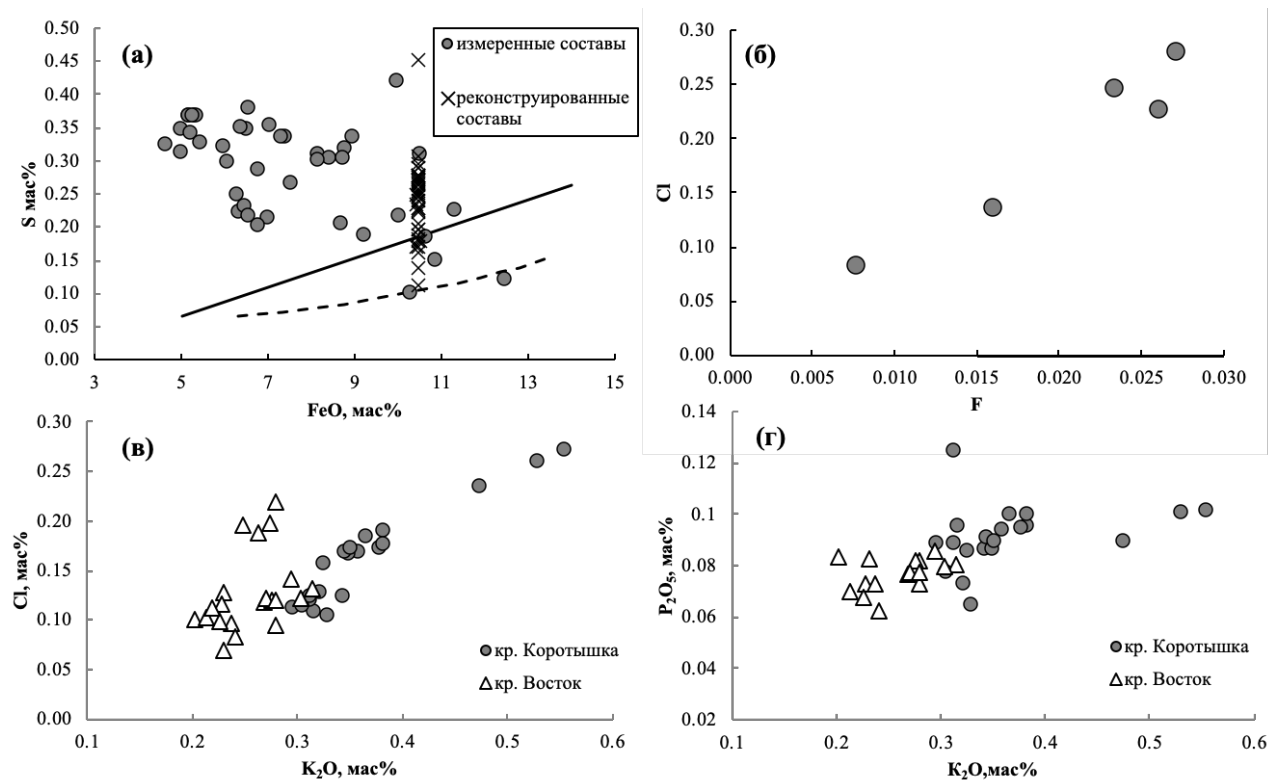 (а)
0.50
0.45
0.40
0.35
0.30
0.25
0.20
0.15
0.10
0.05
0.00
S мас%
измеренные составы
реконструированные
составы
3 5 7 9 11 13 15
FeO, мас%
(б)
0.30
0.25
0.20
0.15
0.10
0.05
0.00
Cl
0.000 0.005 0.010 0.015 0.020 0.025 0.030
F
(в)
0.30
0.25
0.20
0.15
0.10
0.05
0.00
Cl, мас%
кр. Коротышка
кр. Восток
0.1 0.2 0.3 0.4 0.5 0.6
K₂O, мас%
(г)
0.14
0.12
0.1
0.08
0.06
0.04
0.02
P₂O₅, мас%
кр. Коротышка
кр. Восток
0.1 0.2 0.3 0.4 0.5 0.6
K₂O,мас%